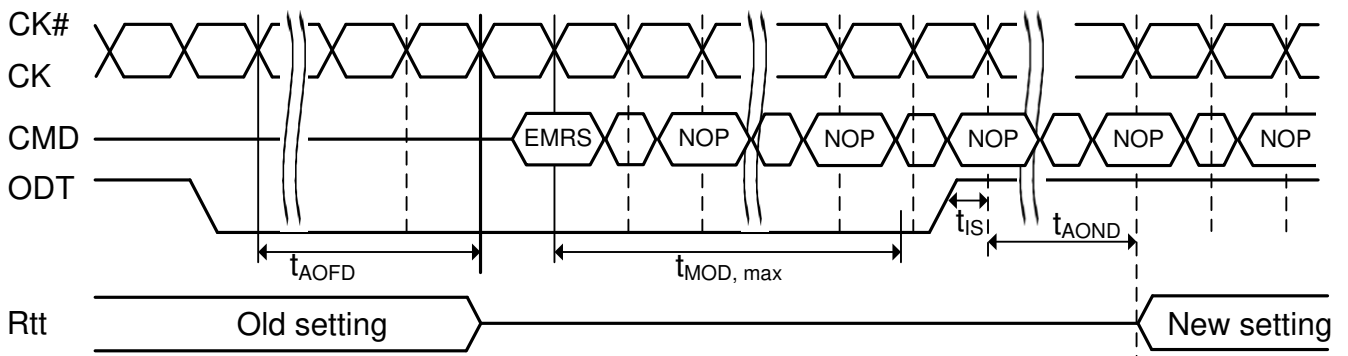 CK#
CK
CMD EMRS NOP NOP NOP NOP NOP
ODT
tIS tAOND
tAOFD tMOD, max
Rtt Old setting New setting